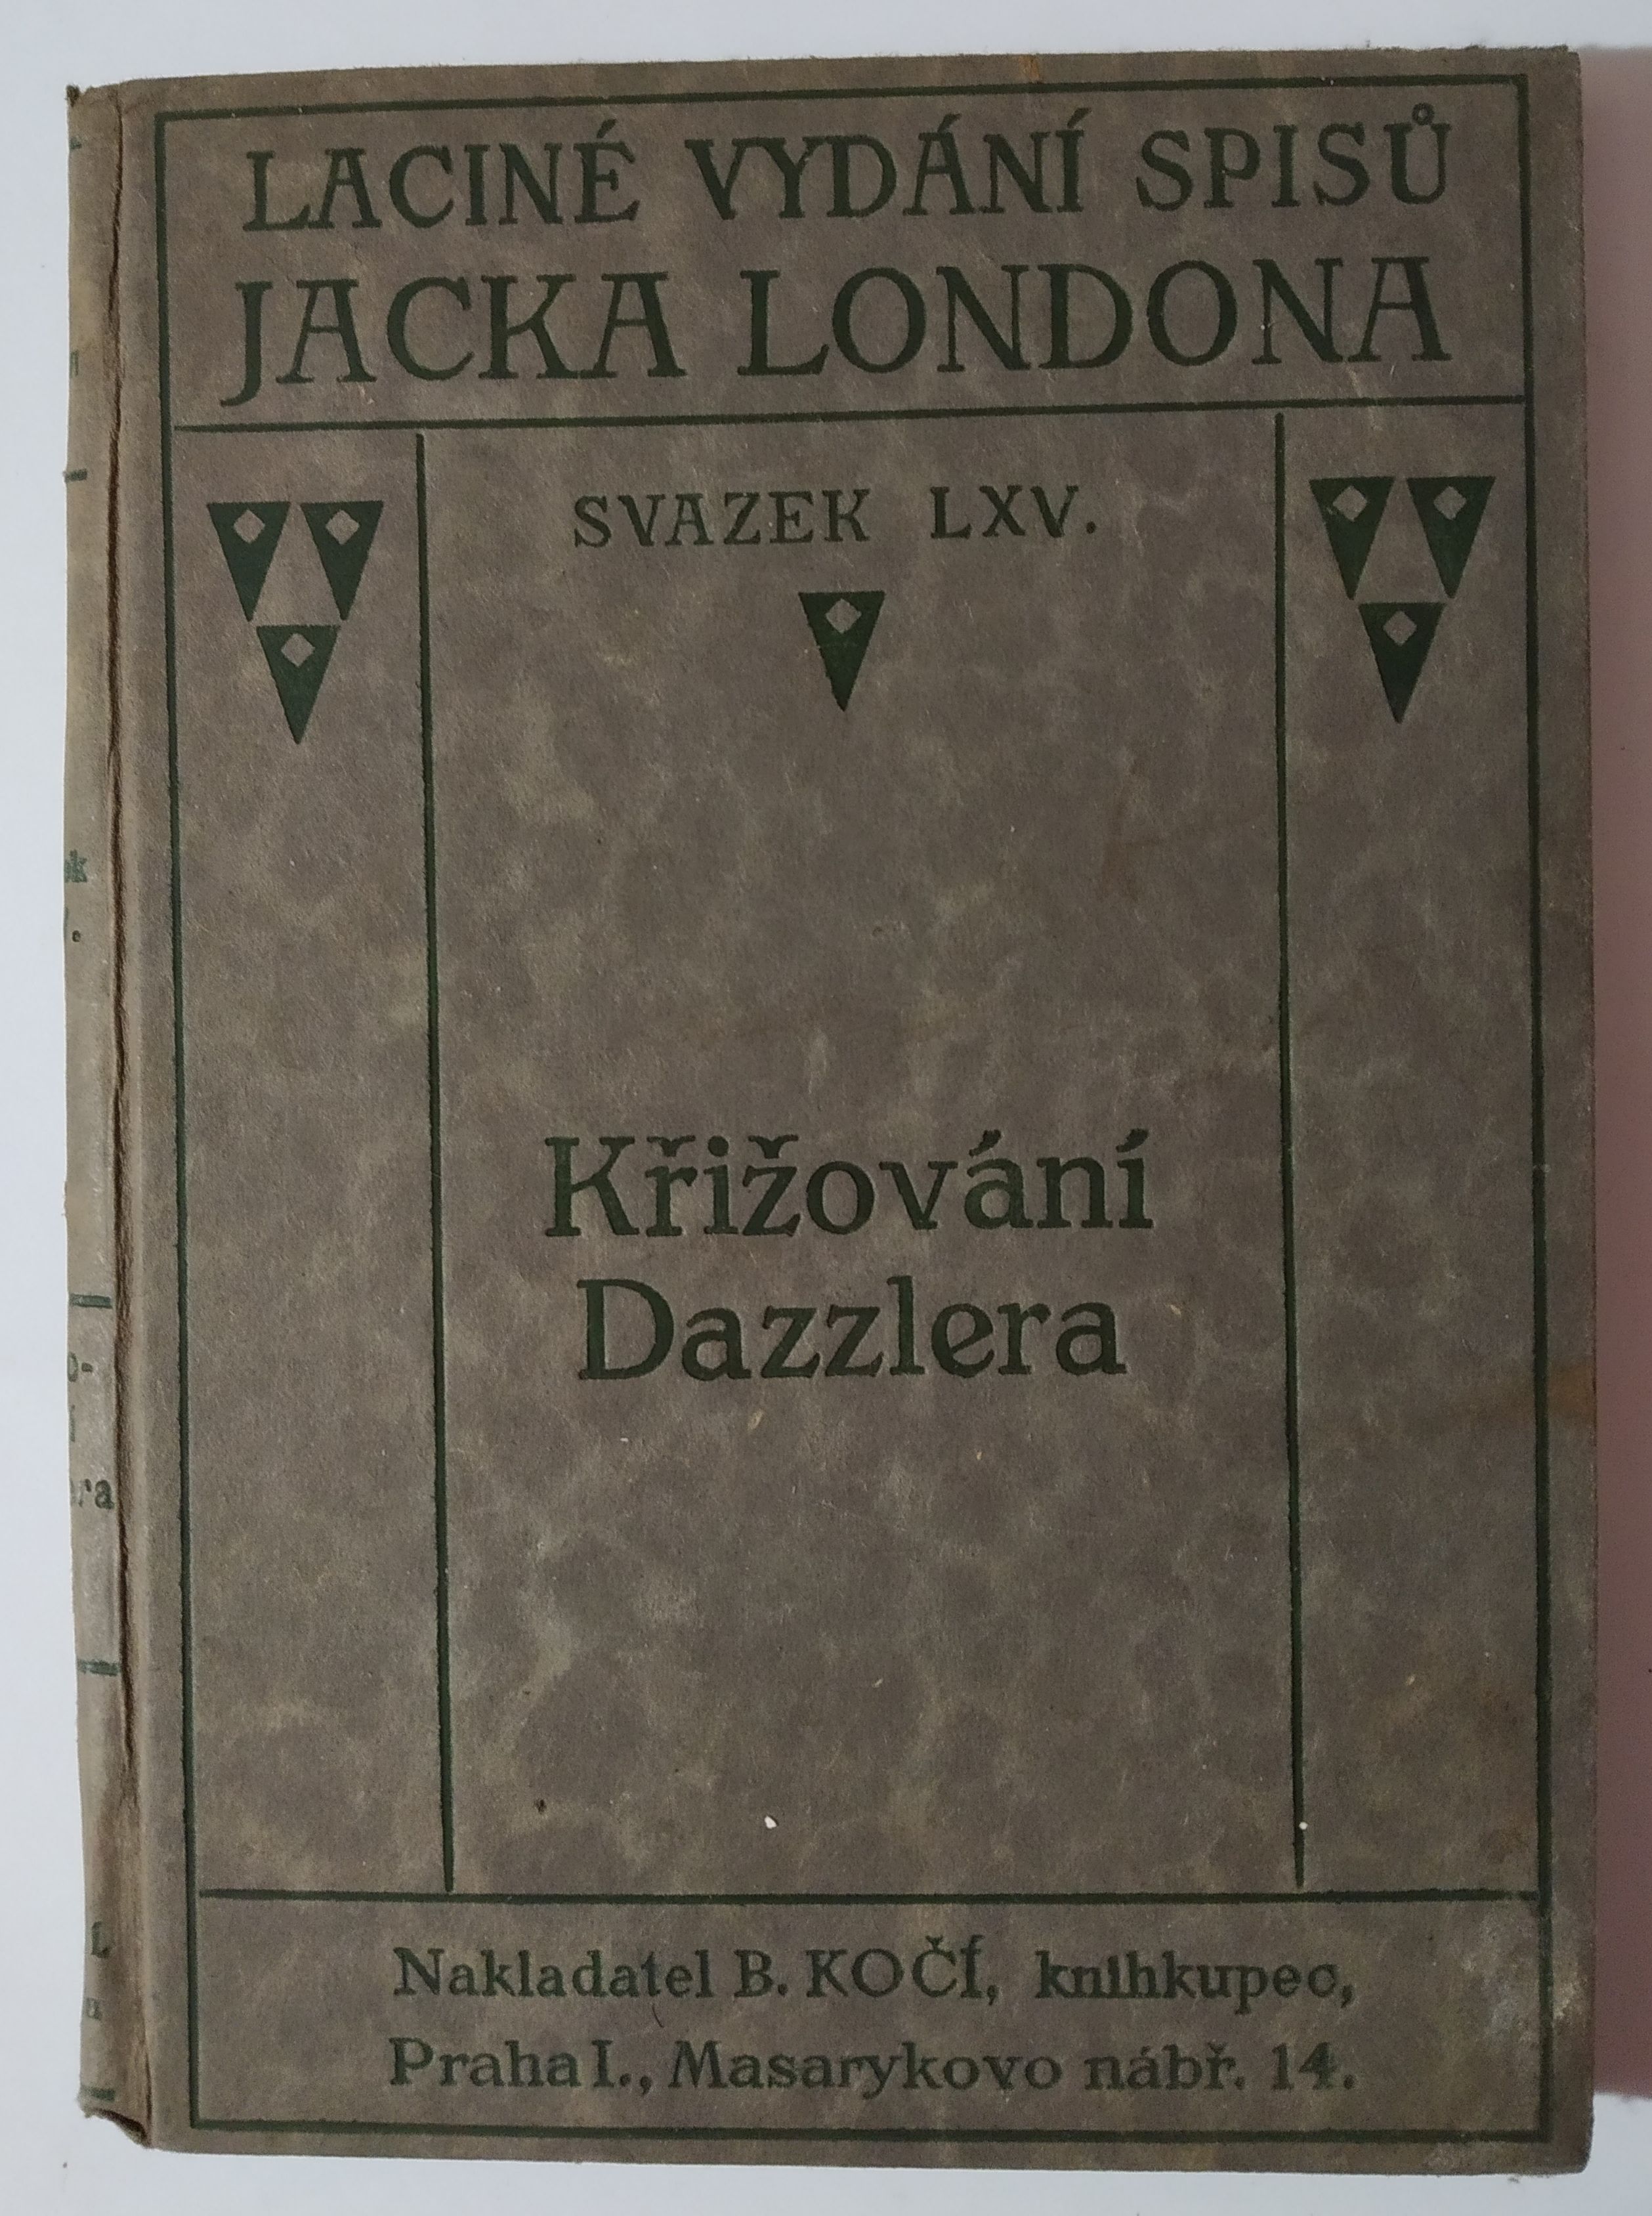 LACINÉ VYDÁNÍ SPISŮ
JACKA LONDONA
SVAZEK LXV.
Křižování
Dazzlera
Nakladatel B. KOČÍ, knihkupec,
Praha I., Masarykovo nábř. 14.